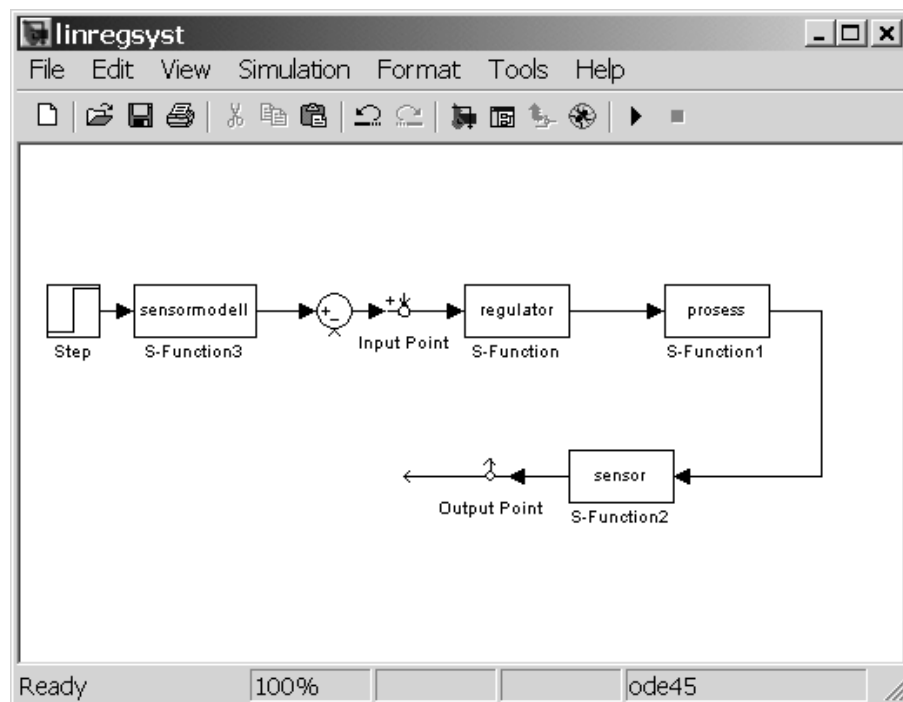 linregsyst
File Edit View Simulation Format Tools Help
sensormodell
regulator
prosess
Step
S-Function3
Input Point
S-Function
S-Function1
sensor
Output Point
S-Function2
Ready 100% ode45